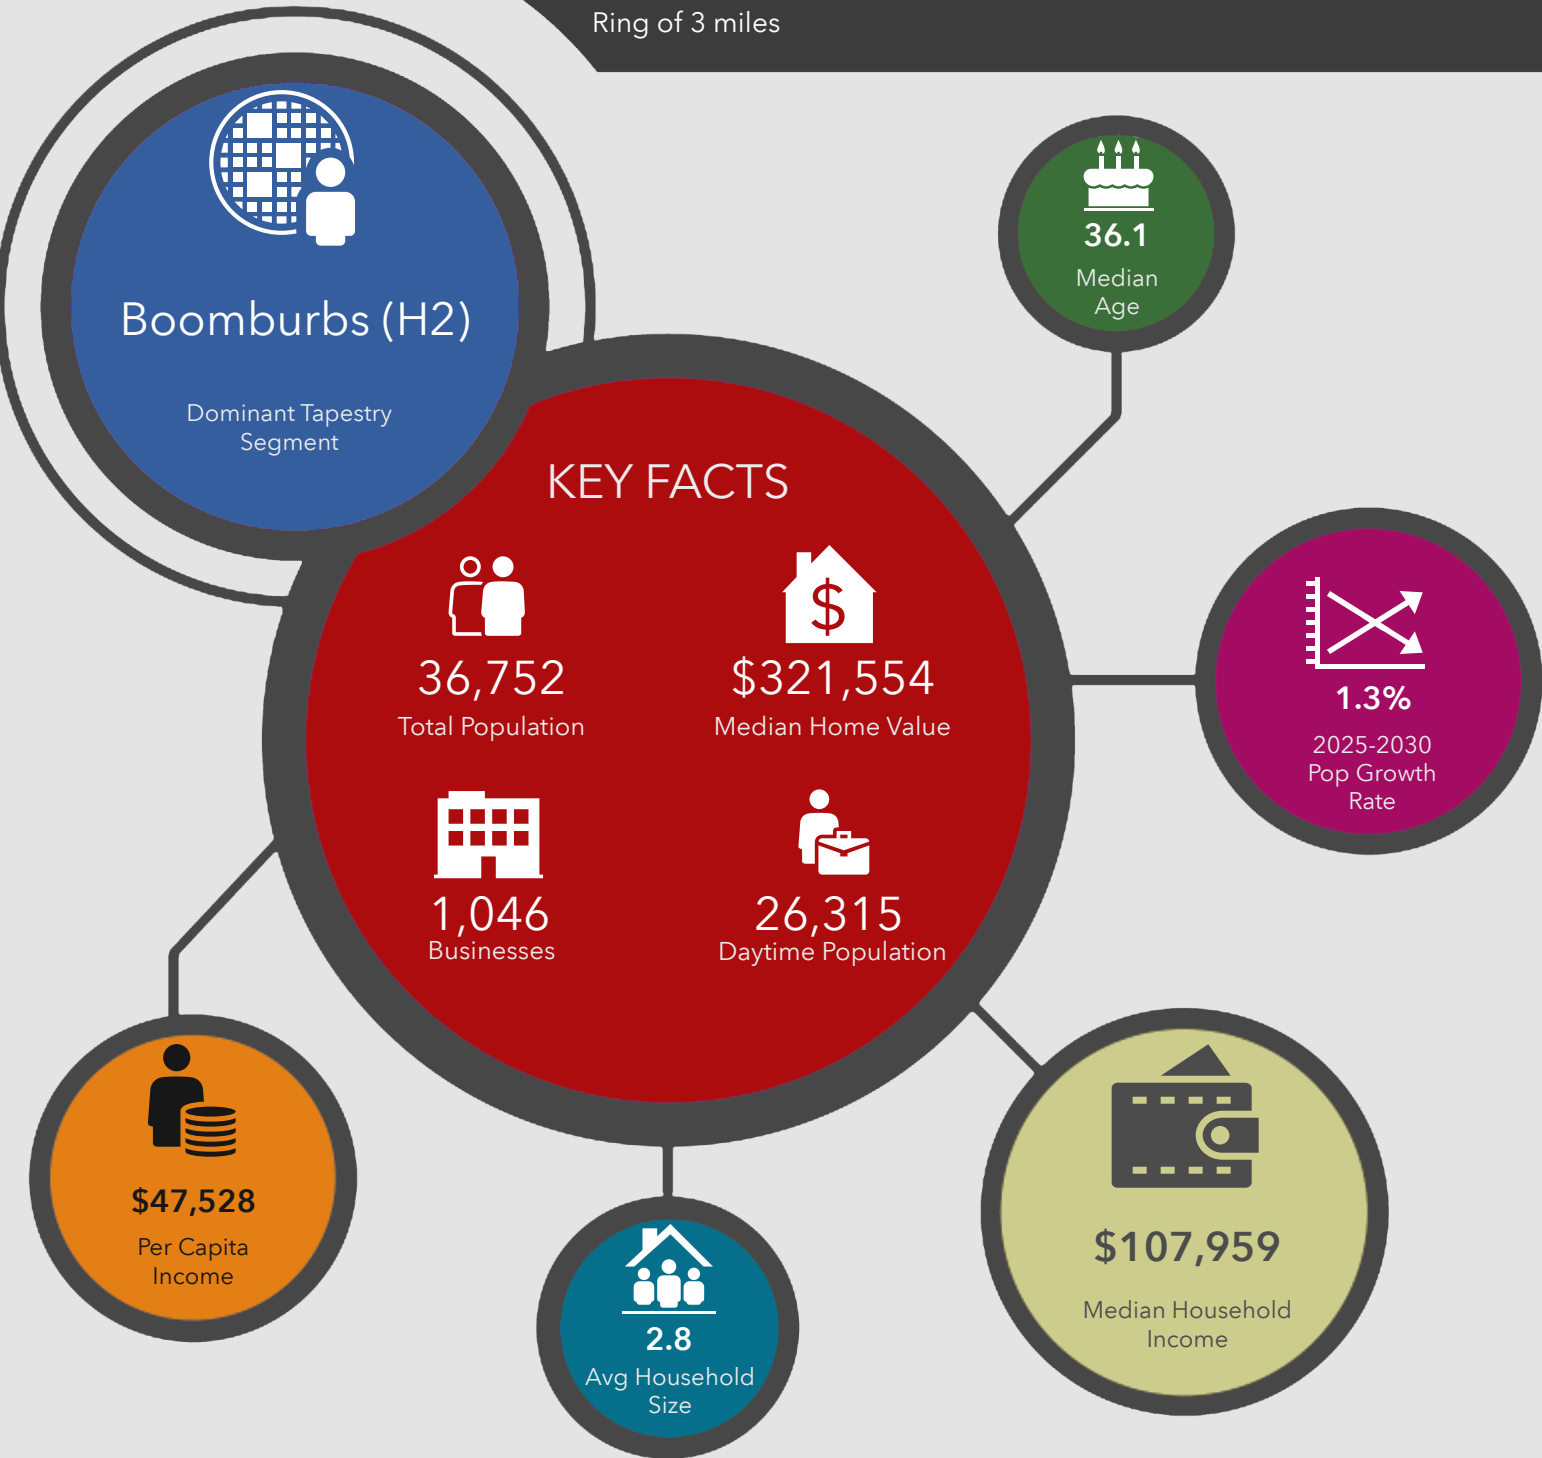 Ring of 3 miles
Boomburbs (H2)
Dominant Tapestry
Segment
36.1
Median
Age
KEY FACTS
36,752
Total Population
$321,554
Median Home Value
1,046
Businesses
26,315
Daytime Population
1.3%
2025-2030
Pop Growth
Rate
$47,528
Per Capita
Income
2.8
Avg Household
Size
$107,959
Median Household
Income